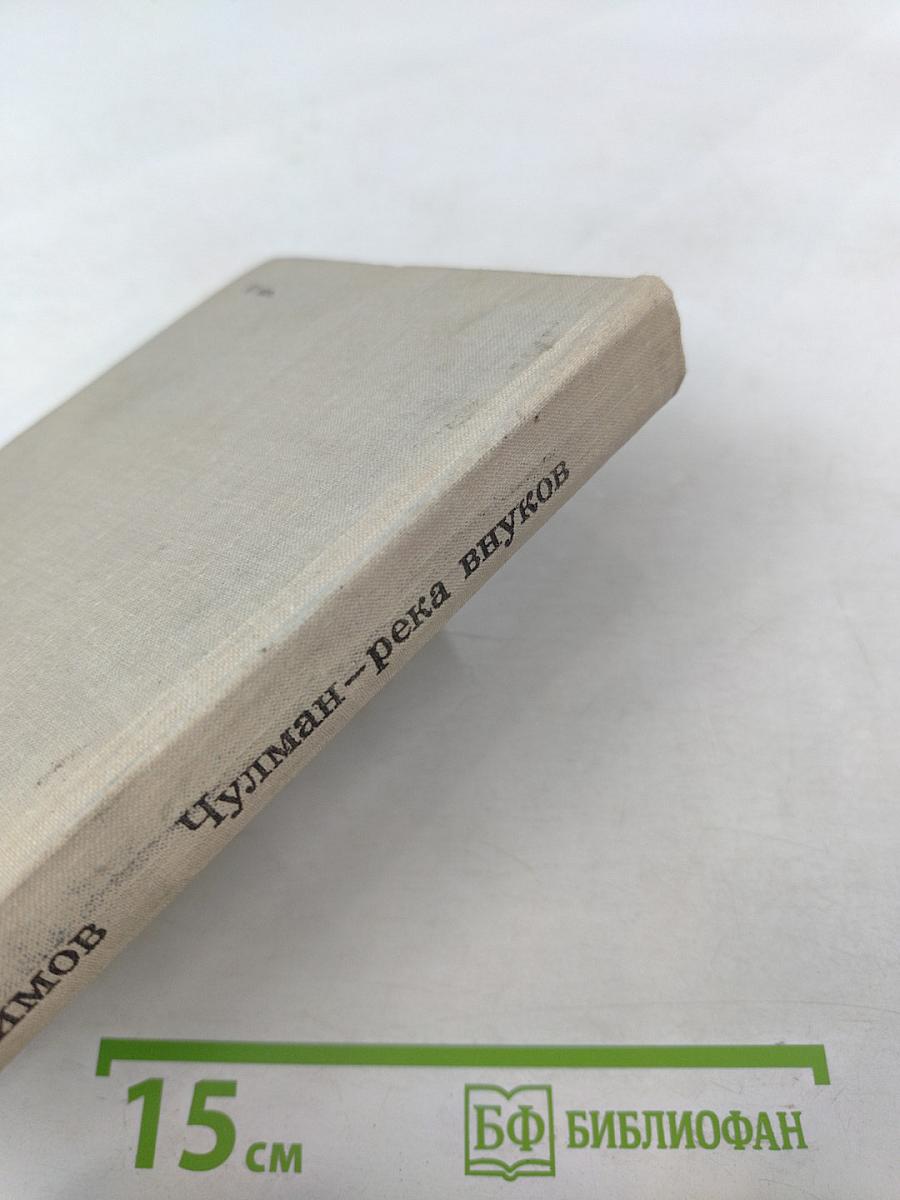 имов
Чулман—река внуков
15 см
БФ БИБЛИОФАН